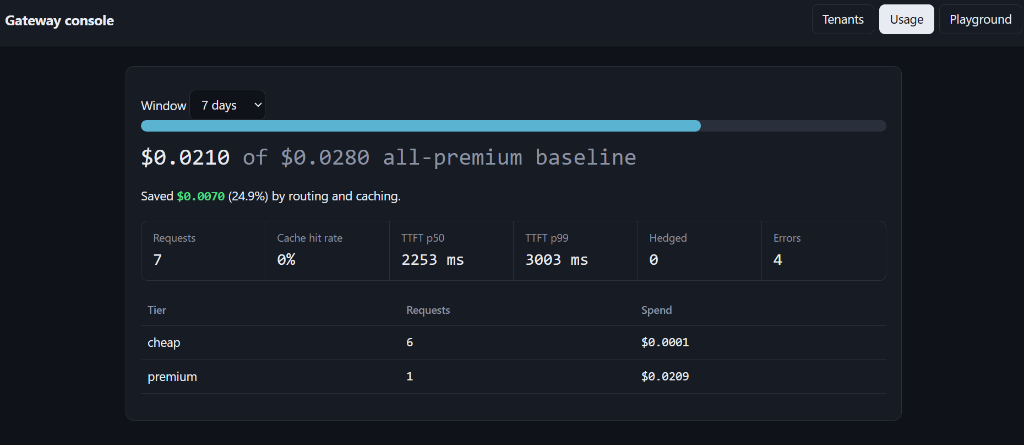 Gateway console
Tenants Usage Playground
Window 7 days
$0.0210 of $0.0280 all-premium baseline
Saved $0.0070 (24.9%) by routing and caching.
Requests Cache hit rate TTFT p50 TTFT p99 Hedged Errors
7 0% 2253 ms 3003 ms 0 4
Tier Requests Spend
cheap 6 $0.0001
premium 1 $0.0209